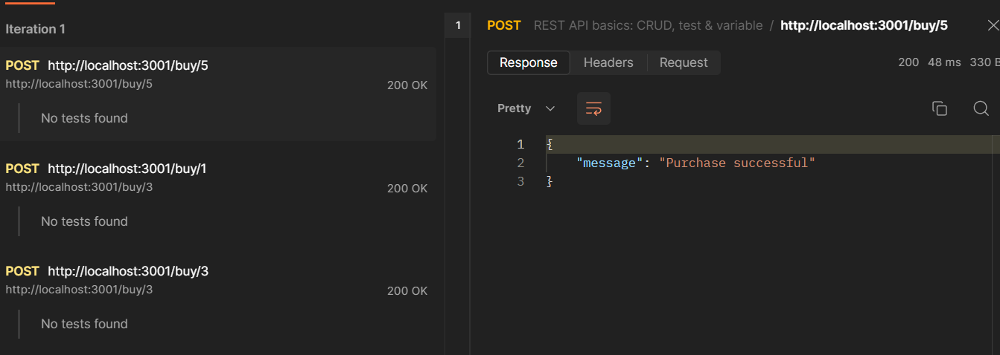 Iteration 1
POST http://localhost:3001/buy/5
http://localhost:3001/buy/5
200 OK
No tests found
POST http://localhost:3001/buy/1
http://localhost:3001/buy/3
200 OK
No tests found
POST http://localhost:3001/buy/3
http://localhost:3001/buy/3
200 OK
No tests found
1
POST REST API basics: CRUD, test & variable / http://localhost:3001/buy/5
Response Headers Request 200 48 ms 330 B
Pretty
1 {
2 "message": "Purchase successful"
3 }